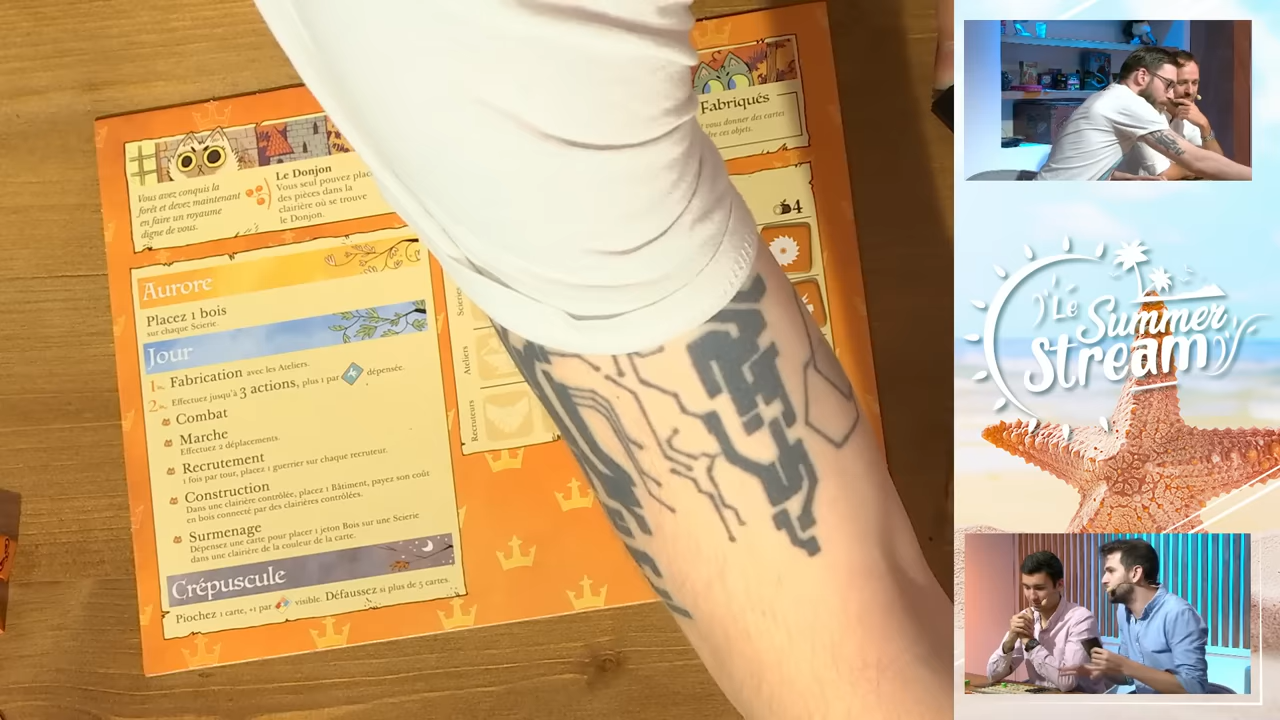 Vous avez conquis la
forêt et devez maintenant
en faire un royaume
digne de vous.
Le Donjon
Vous seul pouvez
des pièces dans la
clairière où se trouve
le Donjon.
Fabriqués
vous donner des cartes
ces objets.
4
Aurore
Placez 1 bois
sur chaque Scierie.
Jour
1 Fabrication avec les Ateliers.
2 Effectuez jusqu'à 3 actions, plus 1 par dépensée.
Combat
Marche
Effectuez 2 déplacements.
Recrutement
1 fois par tour, placez 1 guerrier sur chaque recruteur.
Construction
Dans une clairière contrôlée, placez 1 Bâtiment, payez son coût
en bois connecté par des clairières contrôlées.
Surmenage
Dépensez une carte pour placer 1 jeton Bois sur une Scierie
dans une clairière de la couleur de la carte.
Crépuscule
Piochez 1 carte, +1 par visible. Défaussez si plus de 5 cartes.
Ateliers
Recruteurs
Le Summer
Stream